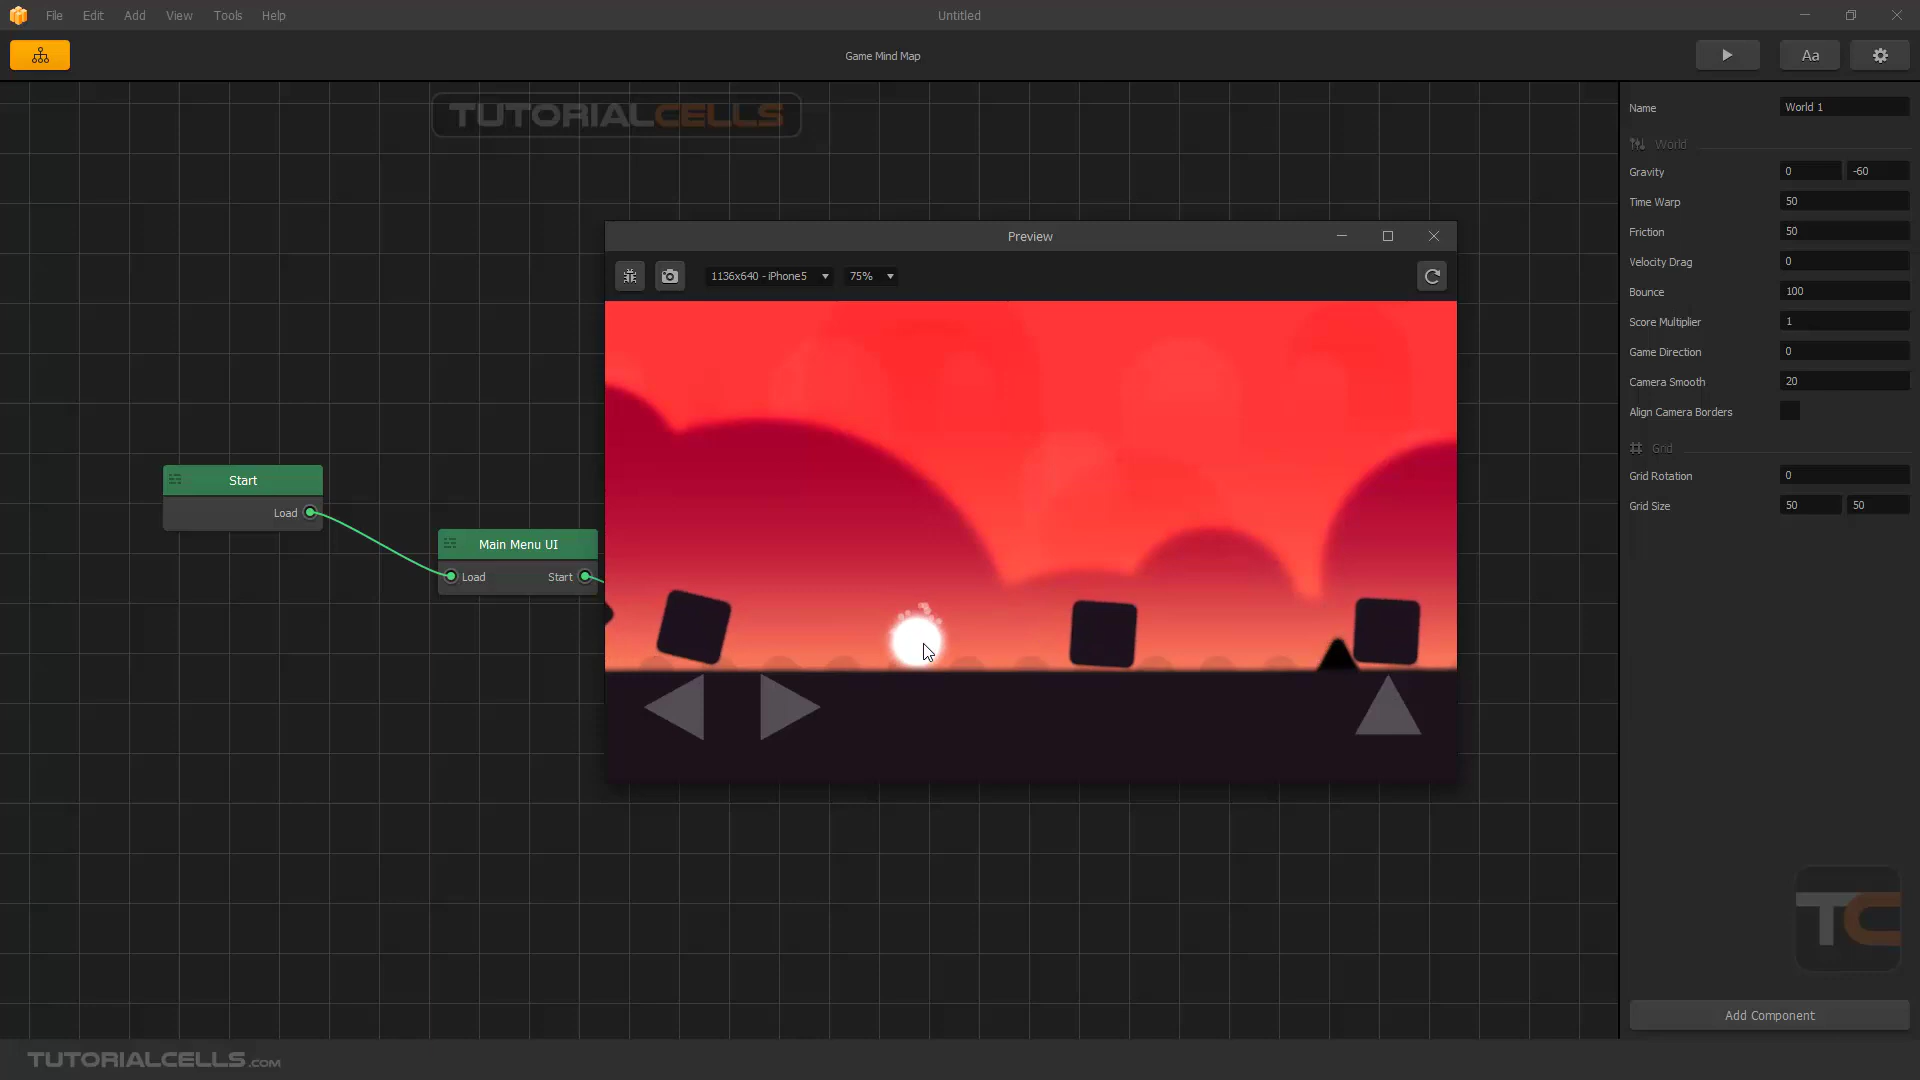 File Edit Add View Tools Help
Untitled
Game Mind Map
Aa
TUTORIALCELLS
Name World 1
World
Gravity 0 -60
Time Warp 50
Friction 50
Velocity Drag 0
Bounce 100
Score Multiplier 1
Game Direction 0
Camera Smooth 20
Align Camera Borders
Grid
Grid Rotation 0
Grid Size 50 50
Preview
1136x640 - iPhone5 75%
Start
Load
Main Menu UI
Load Start
TC
Add Component
TUTORIALCELLS.COM